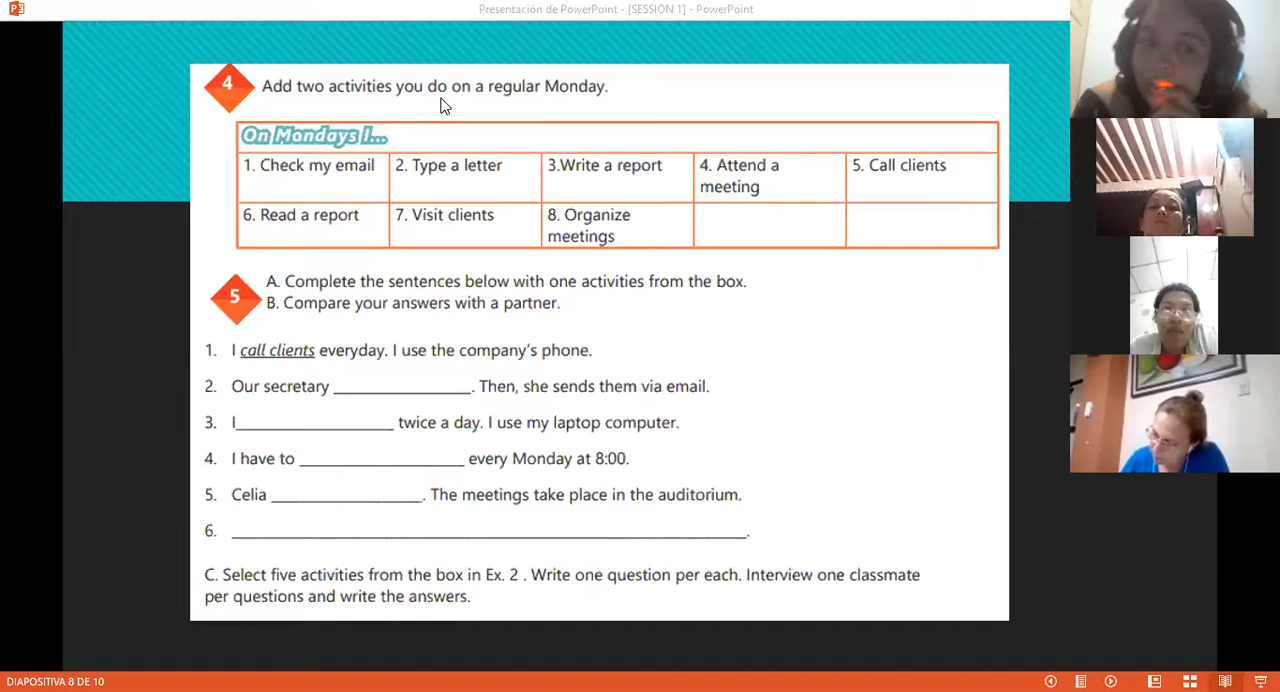 Presentación de PowerPoint - [SESSION 1] - PowerPoint
4 Add two activities you do on a regular Monday.
On Mondays I...
1. Check my email 2. Type a letter 3.Write a report 4. Attend a meeting 5. Call clients
6. Read a report 7. Visit clients 8. Organize meetings
5 A. Complete the sentences below with one activities from the box.
B. Compare your answers with a partner.
1. I call clients everyday. I use the company's phone.
2. Our secretary ________________. Then, she sends them via email.
3. I___________________ twice a day. I use my laptop computer.
4. I have to ___________________ every Monday at 8:00.
5. Celia __________________. The meetings take place in the auditorium.
6. ______________________________________________________________.
C. Select five activities from the box in Ex. 2 . Write one question per each. Interview one classmate
per questions and write the answers.
DIAPOSITIVA 8 DE 10